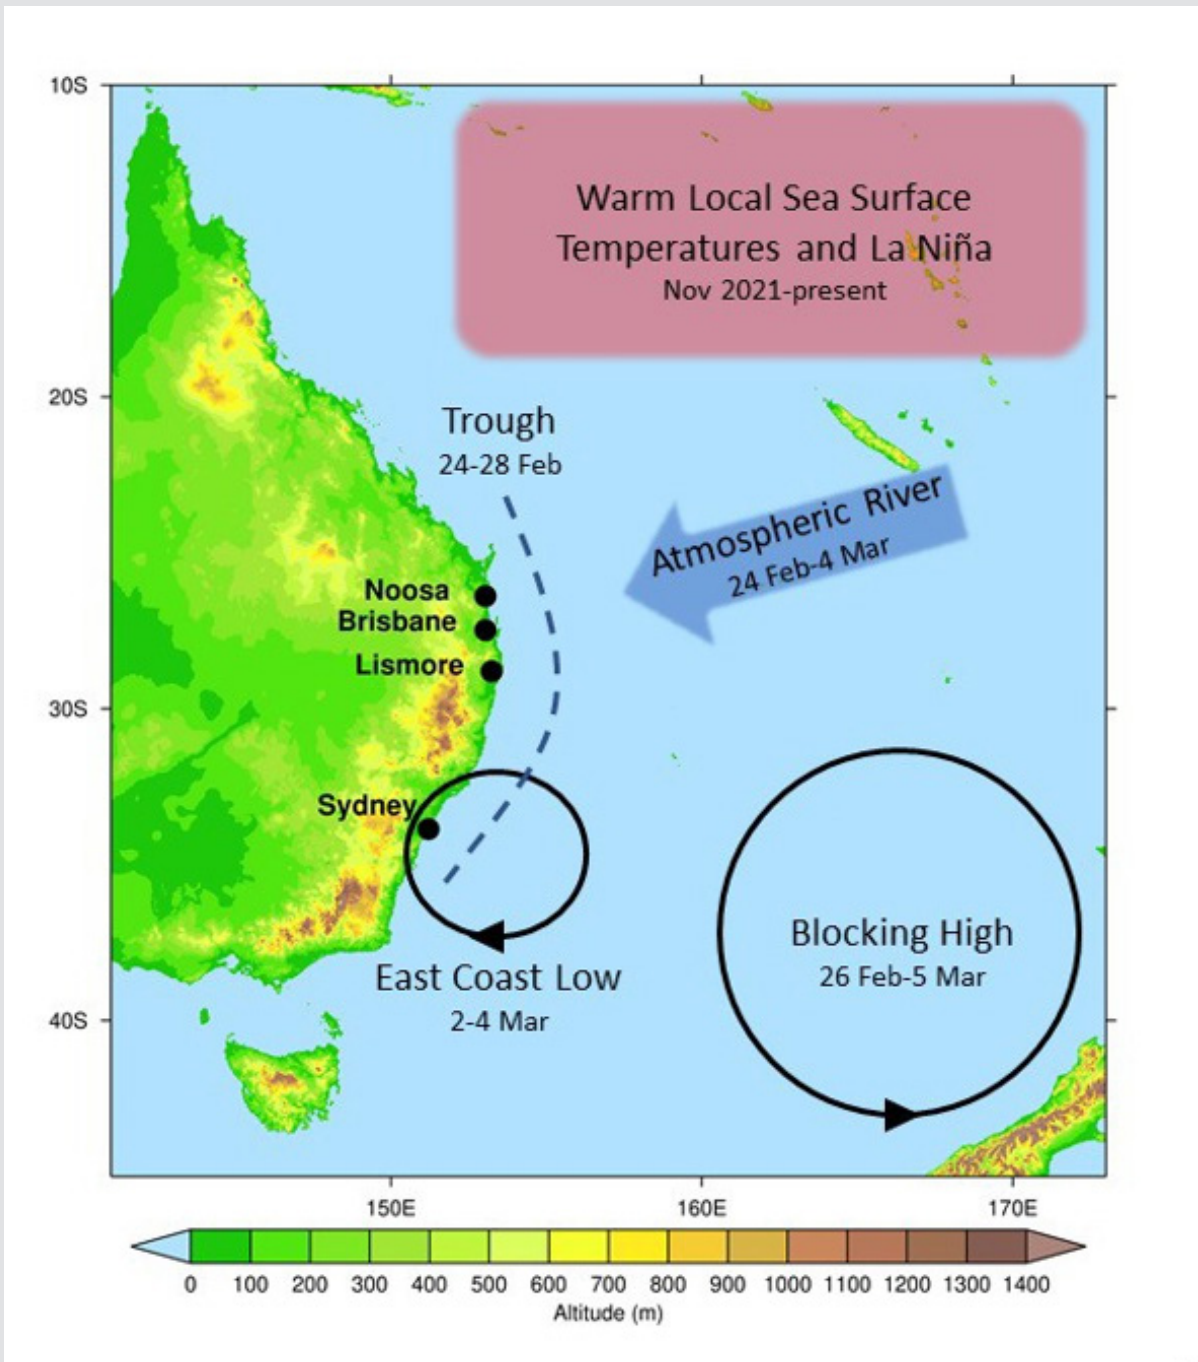 10S
Warm Local Sea Surface
Temperatures and La Niña
Nov 2021-present
20S
Trough
24-28 Feb
Atmospheric River
24 Feb-4 Mar
Noosa
Brisbane
Lismore
30S
Sydney
Blocking High
26 Feb-5 Mar
East Coast Low
2-4 Mar
40S
150E 160E 170E
0 100 200 300 400 500 600 700 800 900 1000 1100 1200 1300 1400
Altitude (m)